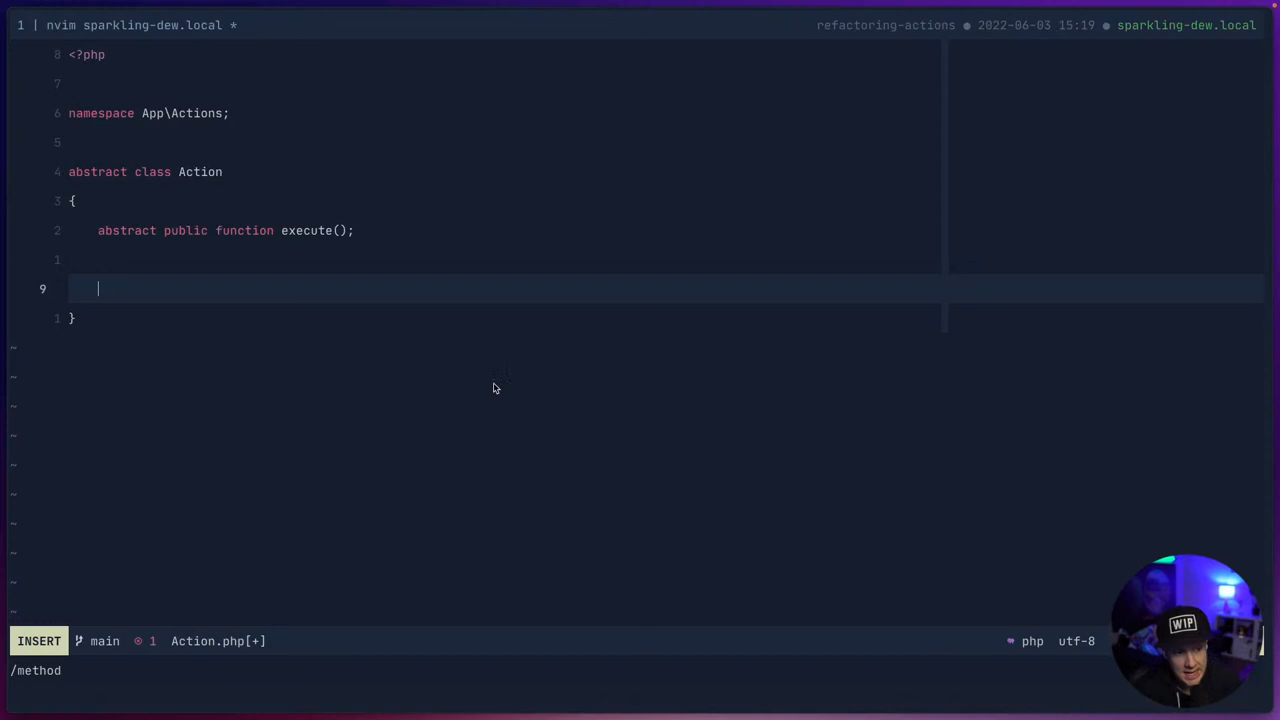 1 | nvim sparkling-dew.local *
refactoring-actions ● 2022-06-03 15:19 ● sparkling-dew.local
8 <?php
7
6 namespace App\Actions;
5
4 abstract class Action
3 {
2 abstract public function execute();
1
9
1 }
~
~
~
~
~
~
~
~
~
~
INSERT main 1 Action.php[+]
php utf-8
/method
WIP